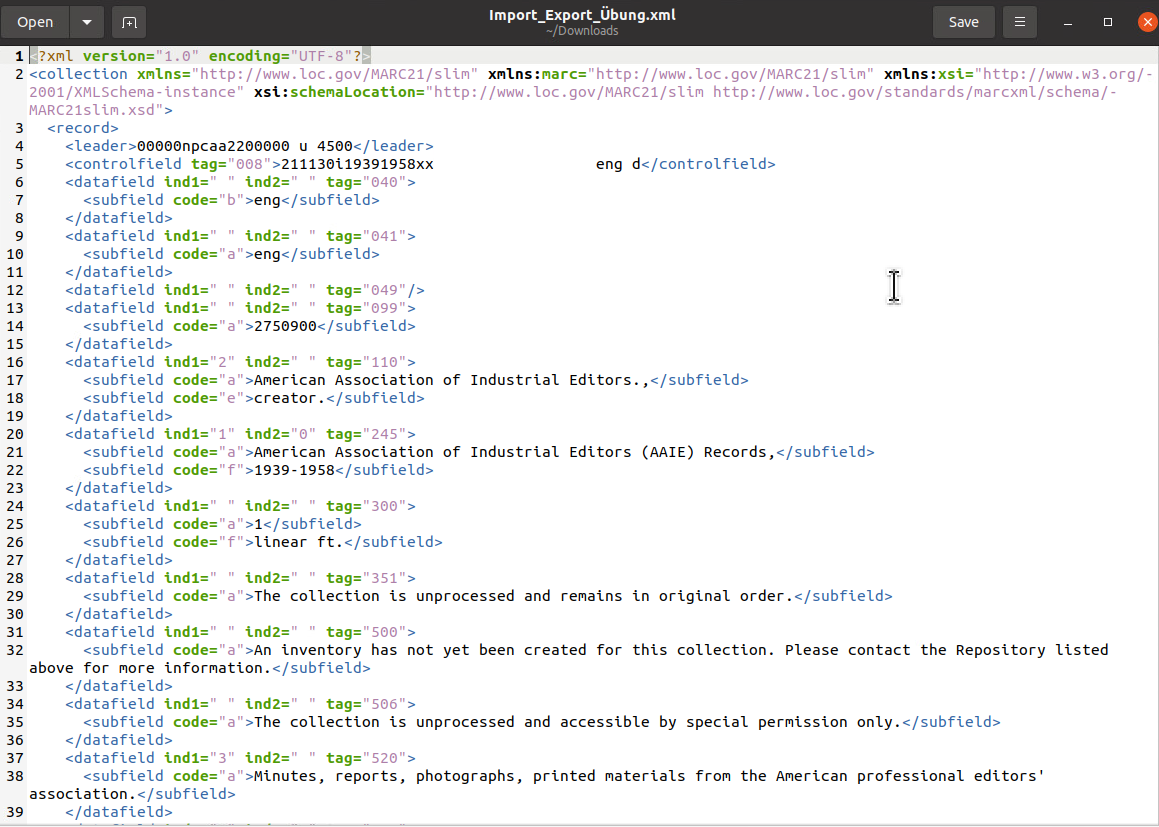 Open
Import_Export_Übung.xml
~/Downloads
Save
1 <?xml version="1.0" encoding="UTF-8"?>
2 <collection xmlns="http://www.loc.gov/MARC21/slim" xmlns:marc="http://www.loc.gov/MARC21/slim" xmlns:xsi="http://www.w3.org/-
2001/XMLSchema-instance" xsi:schemaLocation="http://www.loc.gov/MARC21/slim http://www.loc.gov/standards/marcxml/schema/-
MARC21slim.xsd">
3   <record>
4     <leader>00000npcaa2200000 u 4500</leader>
5     <controlfield tag="008">211130i19391958xx                  eng d</controlfield>
6     <datafield ind1=" " ind2=" " tag="040">
7       <subfield code="b">eng</subfield>
8     </datafield>
9     <datafield ind1=" " ind2=" " tag="041">
10       <subfield code="a">eng</subfield>
11     </datafield>
12     <datafield ind1=" " ind2=" " tag="049"/>
13     <datafield ind1=" " ind2=" " tag="099">
14       <subfield code="a">2750900</subfield>
15     </datafield>
16     <datafield ind1="2" ind2=" " tag="110">
17       <subfield code="a">American Association of Industrial Editors.,</subfield>
18       <subfield code="e">creator.</subfield>
19     </datafield>
20     <datafield ind1="1" ind2="0" tag="245">
21       <subfield code="a">American Association of Industrial Editors (AAIE) Records,</subfield>
22       <subfield code="f">1939-1958</subfield>
23     </datafield>
24     <datafield ind1=" " ind2=" " tag="300">
25       <subfield code="a">1</subfield>
26       <subfield code="f">linear ft.</subfield>
27     </datafield>
28     <datafield ind1=" " ind2=" " tag="351">
29       <subfield code="a">The collection is unprocessed and remains in original order.</subfield>
30     </datafield>
31     <datafield ind1=" " ind2=" " tag="500">
32       <subfield code="a">An inventory has not yet been created for this collection. Please contact the Repository listed
above for more information.</subfield>
33     </datafield>
34     <datafield ind1=" " ind2=" " tag="506">
35       <subfield code="a">The collection is unprocessed and accessible by special permission only.</subfield>
36     </datafield>
37     <datafield ind1="3" ind2=" " tag="520">
38       <subfield code="a">Minutes, reports, photographs, printed materials from the American professional editors'
association.</subfield>
39     </datafield>